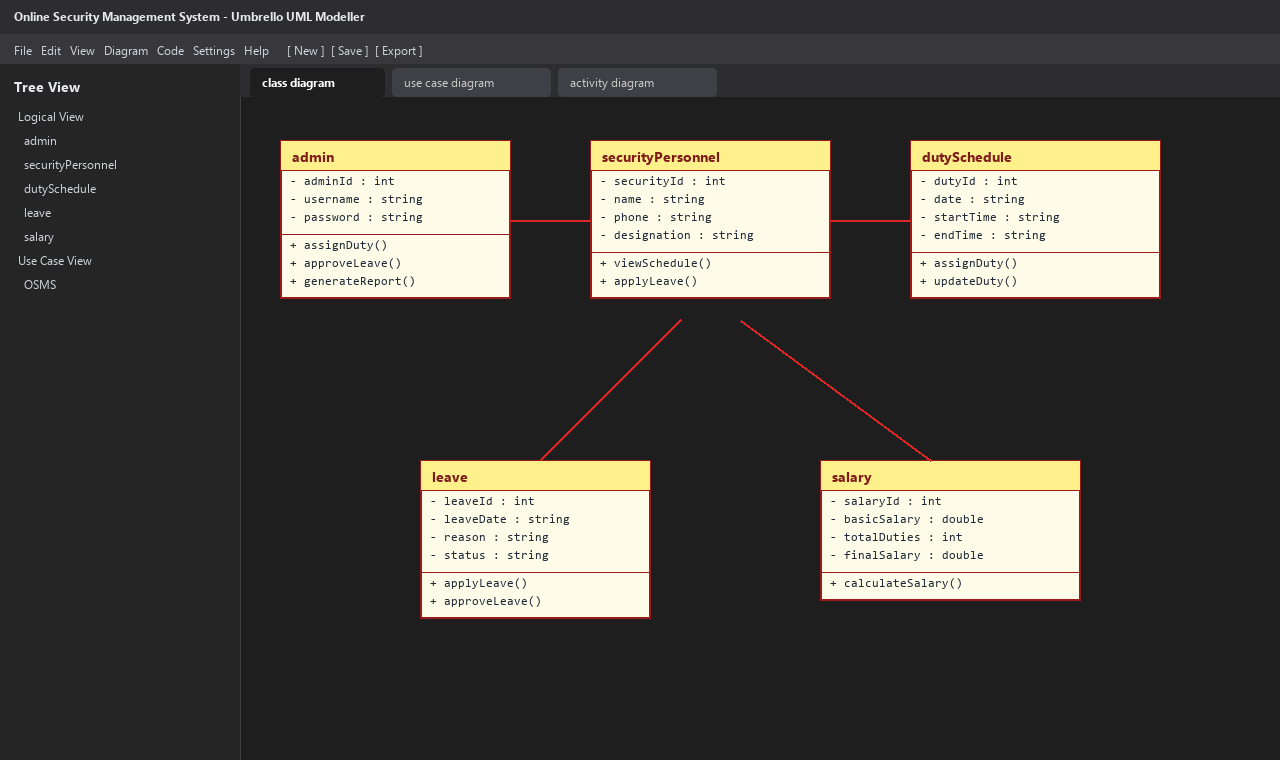 Online Security Management System - Umbrello UML Modeller
File Edit View Diagram Code Settings Help [ New ] [ Save ] [ Export ]
Tree View
Logical View
admin
securityPersonnel
dutySchedule
leave
salary
Use Case View
OSMS
class diagram
use case diagram
activity diagram
admin
- adminId : int
- username : string
- password : string
+ assignDuty()
+ approveLeave()
+ generateReport()
securityPersonnel
- securityId : int
- name : string
- phone : string
- designation : string
+ viewSchedule()
+ applyLeave()
dutySchedule
- dutyId : int
- date : string
- startTime : string
- endTime : string
+ assignDuty()
+ updateDuty()
leave
- leaveId : int
- leaveDate : string
- reason : string
- status : string
+ applyLeave()
+ approveLeave()
salary
- salaryId : int
- basicSalary : double
- totalDuties : int
- finalSalary : double
+ calculateSalary()